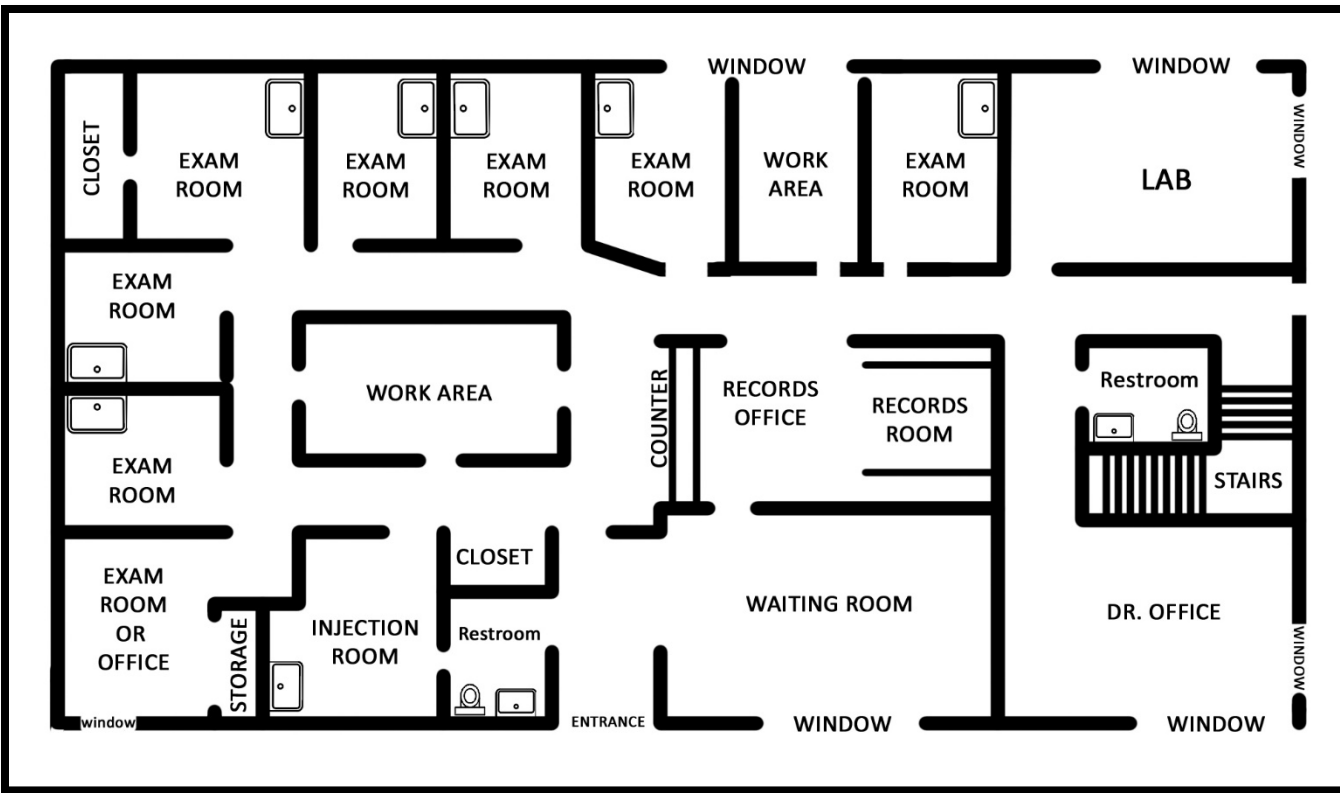 WINDOW
WINDOW
WINDOW
CLOSET
EXAM
ROOM
EXAM
ROOM
EXAM
ROOM
EXAM
ROOM
WORK
AREA
EXAM
ROOM
LAB
EXAM
ROOM
WORK AREA
COUNTER
RECORDS
OFFICE
RECORDS
ROOM
Restroom
EXAM
ROOM
STAIRS
EXAM
ROOM
OR
OFFICE
STORAGE
INJECTION
ROOM
CLOSET
Restroom
WAITING ROOM
DR. OFFICE
WINDOW
window
ENTRANCE
WINDOW
WINDOW